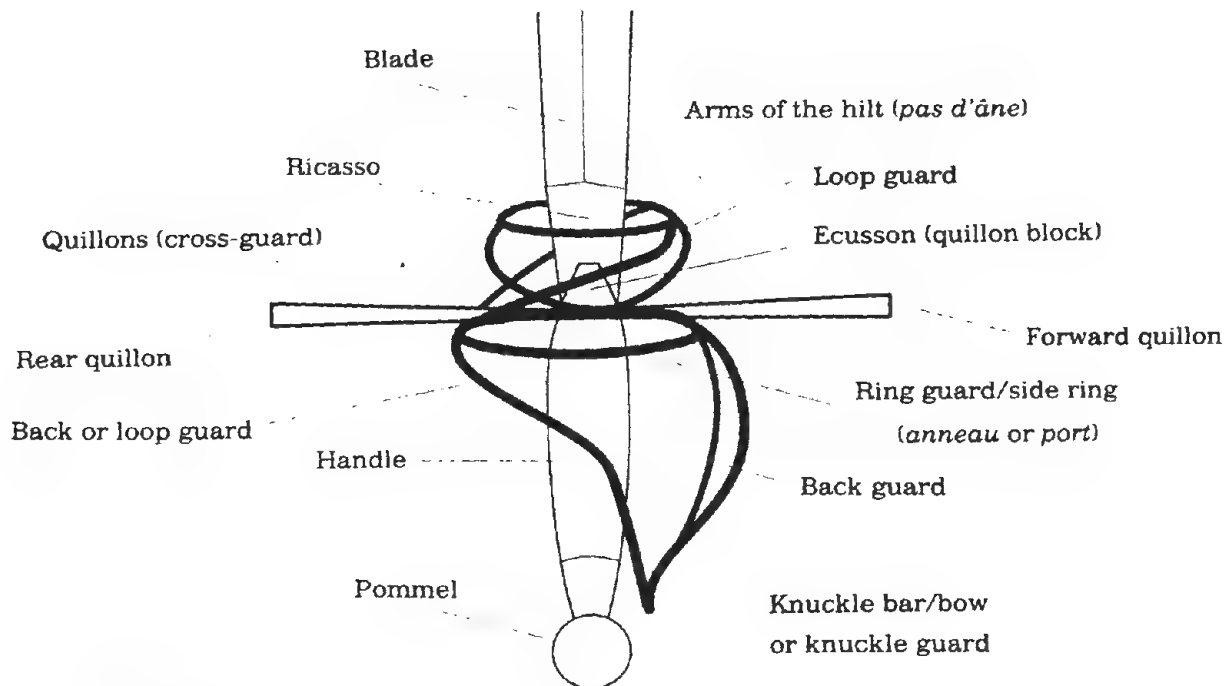 Blade
Arms of the hilt (pas d'âne)
Ricasso
Loop guard
Quillons (cross-guard)
Ecusson (quillon block)
Rear quillon
Forward quillon
Ring guard/side ring
(anneau or port)
Back or loop guard
Handle
Back guard
Pommel
Knuckle bar/bow
or knuckle guard